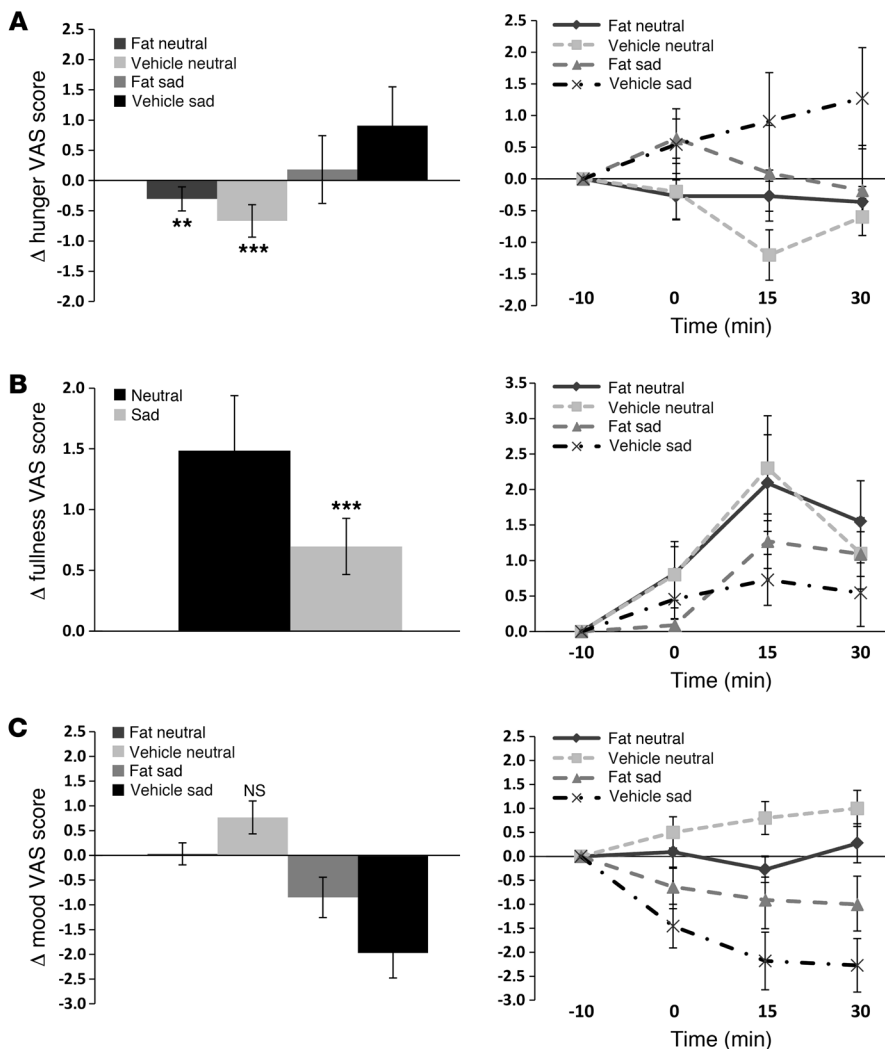 A
Δ hunger VAS score
2.5
2.0
1.5
1.0
0.5
0.0
-0.5
-1.0
-1.5
-2.0
Fat neutral
Vehicle neutral
Fat sad
Vehicle sad
**
***
2.5
2.0
1.5
1.0
0.5
0.0
-0.5
-1.0
-1.5
-2.0
Fat neutral
Vehicle neutral
Fat sad
Vehicle sad
-10 0 15 30
Time (min)
B
Δ fullness VAS score
2.0
1.5
1.0
0.5
0.0
Neutral
Sad
***
3.5
3.0
2.5
2.0
1.5
1.0
0.5
0.0
Fat neutral
Vehicle neutral
Fat sad
Vehicle sad
-10 0 15 30
Time (min)
C
Δ mood VAS score
2.5
2.0
1.5
1.0
0.5
0.0
-0.5
-1.0
-1.5
-2.0
-2.5
-3.0
Fat neutral
Vehicle neutral
Fat sad
Vehicle sad
NS
2.5
2.0
1.5
1.0
0.5
0.0
-0.5
-1.0
-1.5
-2.0
-2.5
-3.0
Fat neutral
Vehicle neutral
Fat sad
Vehicle sad
-10 0 15 30
Time (min)